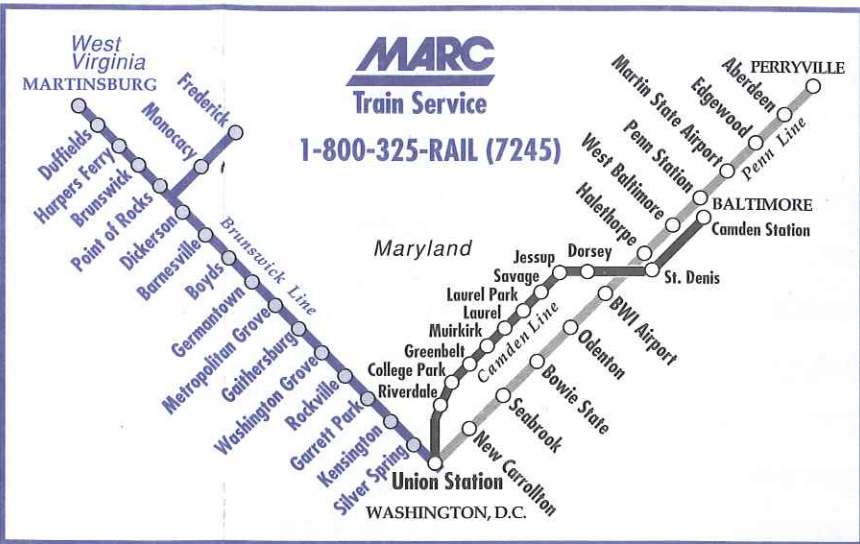 West
Virginia
MARTINSBURG
Duffields
Harpers Ferry
Brunswick
Point of Rocks
Monocacy
Frederick
Dickerson
Barnesville
Boyds
Germantown
Metropolitan Grove
Gaithersburg
Washington Grove
Rockville
Garrett Park
Kensington
Silver Spring
Brunswick Line
MARC
Train Service
1-800-325-RAIL (7245)
Maryland
Union Station
WASHINGTON, D.C.
Riverdale
College Park
Greenbelt
Muirkirk
Laurel
Laurel Park
Savage
Jessup
Dorsey
St. Denis
Camden Station
BALTIMORE
Camden Line
New Carrollton
Seabrook
Bowie State
Odenton
BWI Airport
Halethorpe
West Baltimore
Penn Station
Martin State Airport
Edgewood
Aberdeen
PERRYVILLE
Penn Line